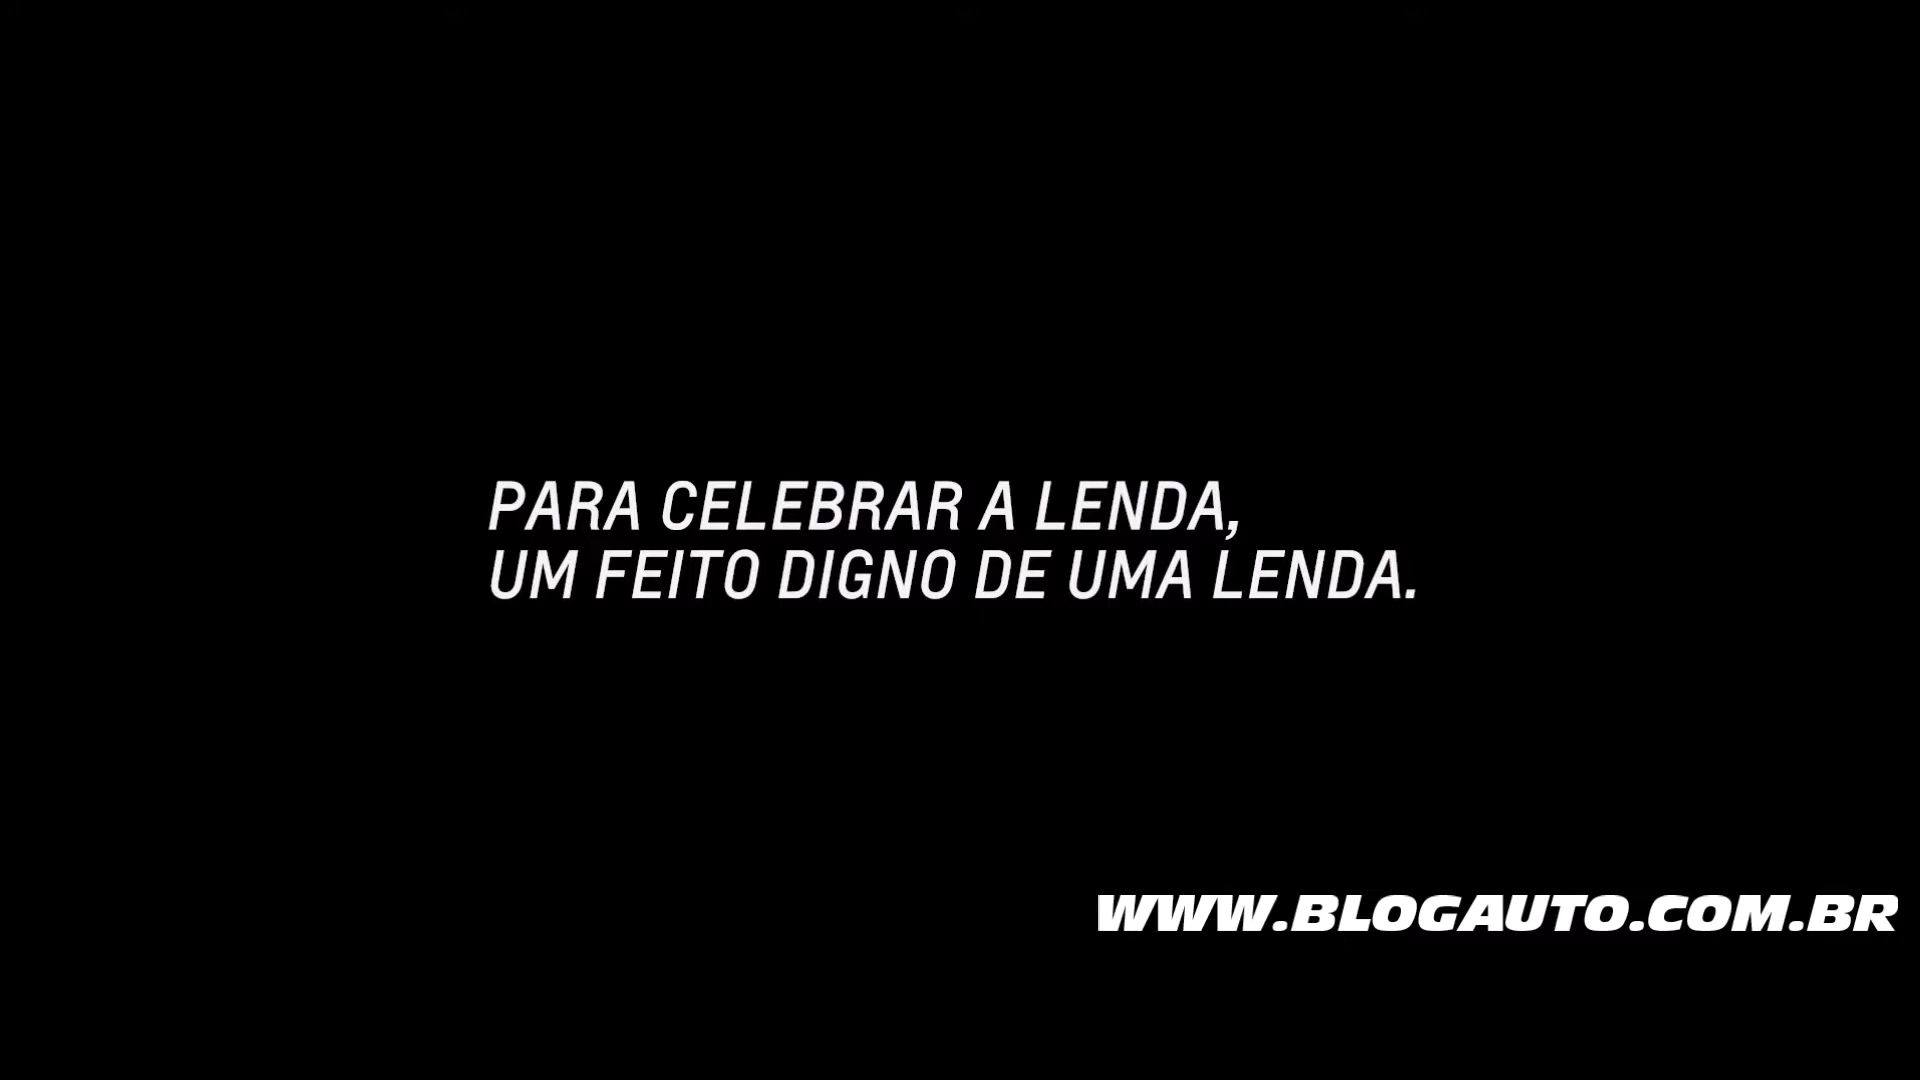 PARA CELEBRAR A LENDA,
UM FEITO DIGNO DE UMA LENDA.
WWW.BLOGAUTO.COM.BR